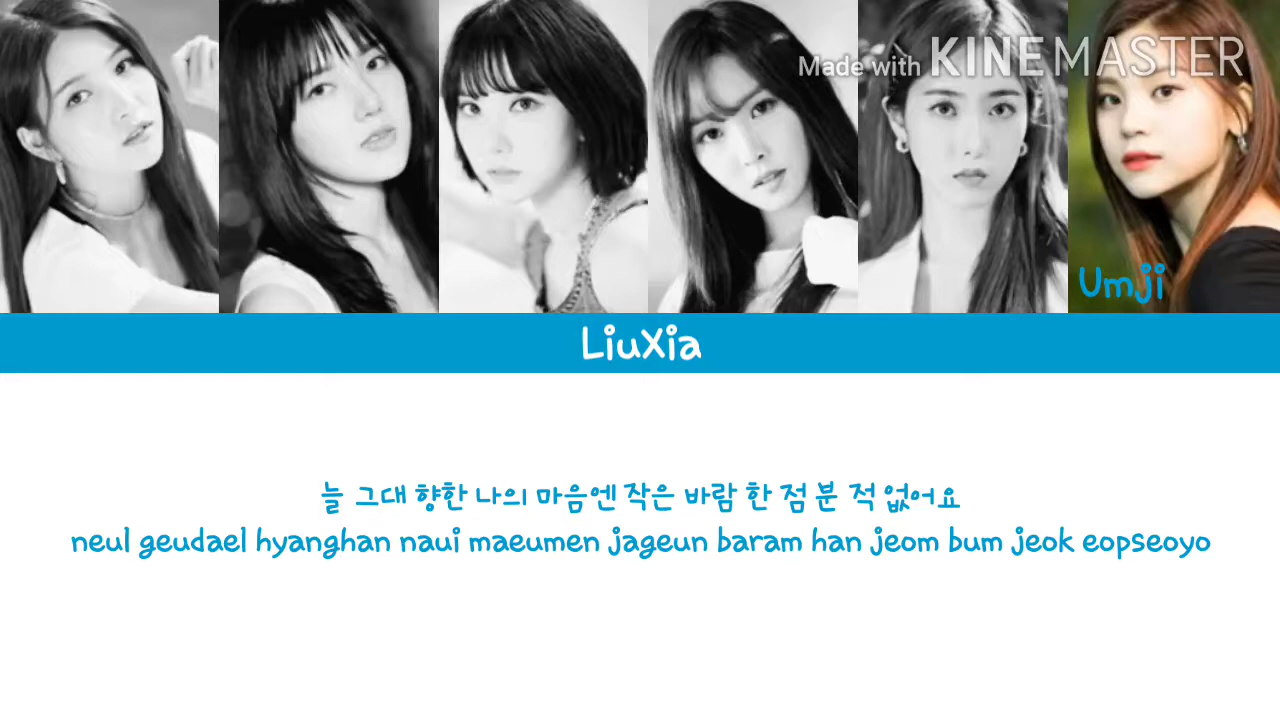 Made with KINEMASTER
Umji
LiuXia
늘 그대 향한 나의 마음엔 작은 바람 한 점 분 적 없어요
neul geudael hyanghan naui maeumen jageun baram han jeom bum jeok eopseoyo